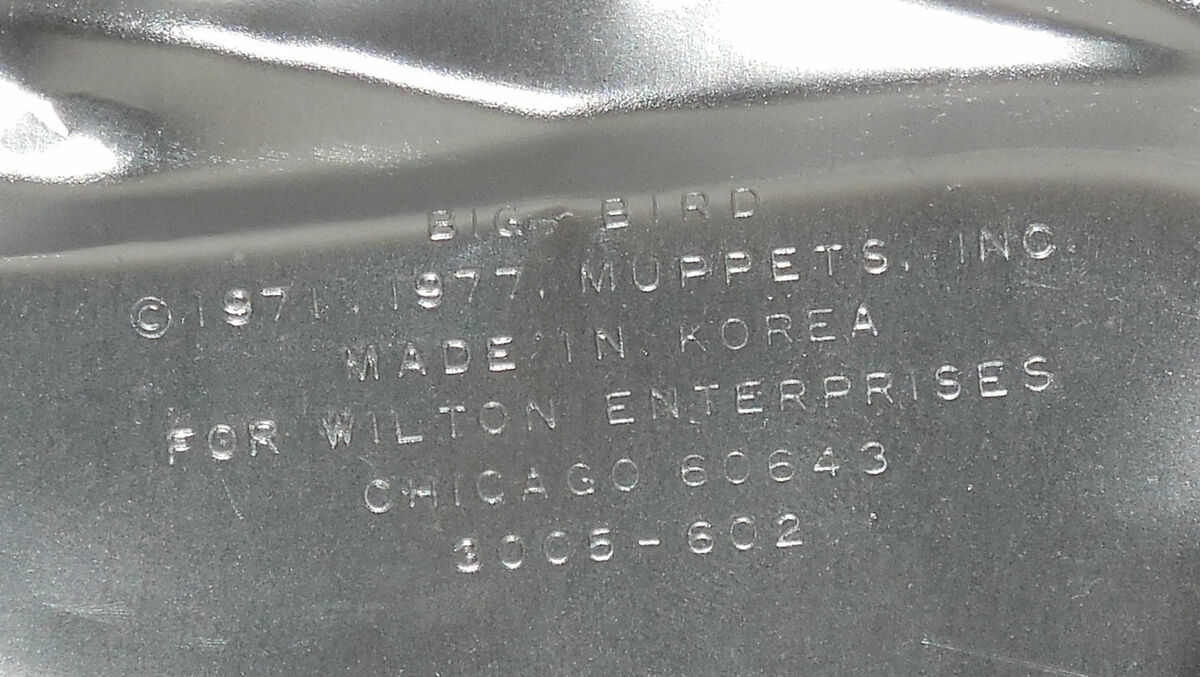 BIG BIRD
© 1971, 1977, MUPPETS, INC.
MADE IN KOREA
FOR WILTON ENTERPRISES
CHICAGO 60643
3005-602